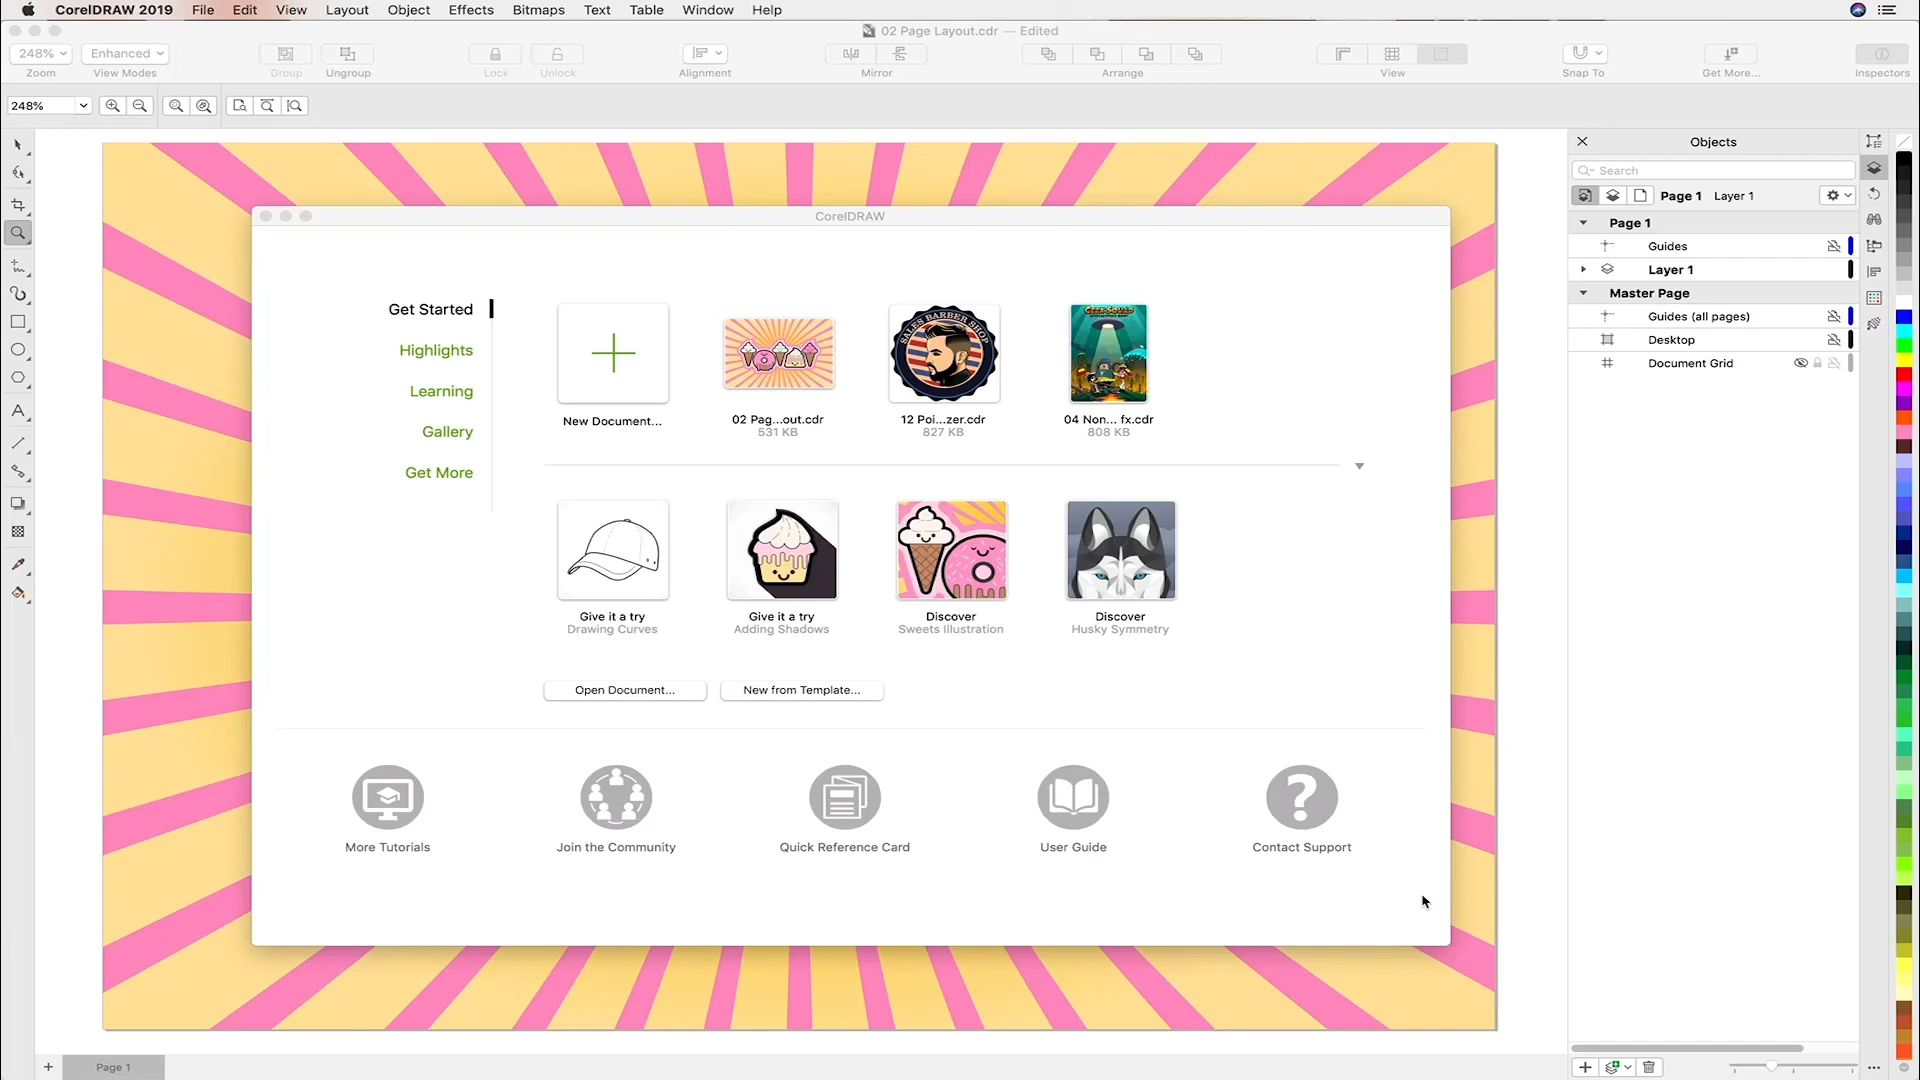 CorelDRAW 2019 File Edit View Layout Object Effects Bitmaps Text Table Window Help
02 Page Layout.cdr — Edited
248% Enhanced
Zoom View Modes Group Ungroup Lock Unlock Alignment Mirror Arrange View Snap To Get More... Inspectors
248%
Objects
Search
Page 1 Layer 1
Page 1
Guides
Layer 1
Master Page
Guides (all pages)
Desktop
Document Grid
CorelDRAW
Get Started
Highlights
Learning
Gallery
Get More
SALES BARBER SHOP
GEEK SQUAD
New Document... 02 Pag...out.cdr 12 Poi...zer.cdr 04 Non... fx.cdr
531 KB 827 KB 808 KB
Give it a try Give it a try Discover Discover
Drawing Curves Adding Shadows Sweets Illustration Husky Symmetry
Open Document... New from Template...
More Tutorials Join the Community Quick Reference Card User Guide Contact Support
Page 1